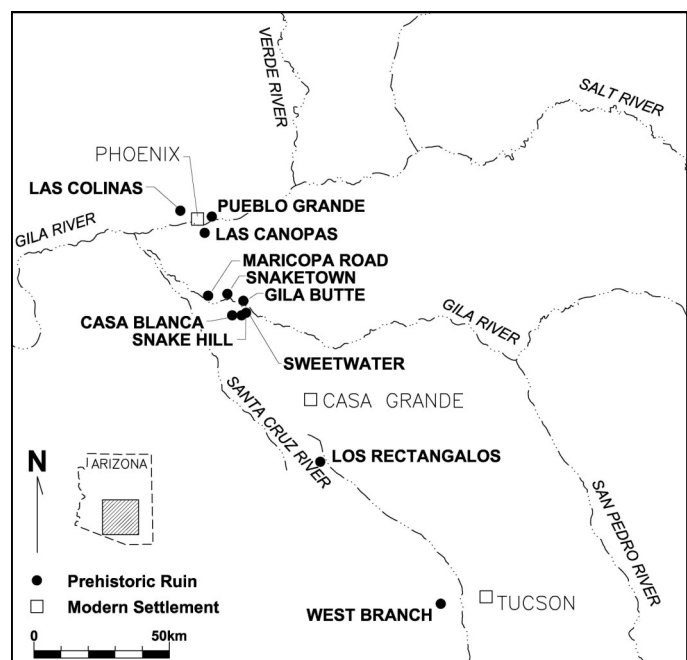 VERDE RIVER
SALT RIVER
PHOENIX
LAS COLINAS
PUEBLO GRANDE
GILA RIVER
LAS CANOPAS
MARICOPA ROAD
SNAKETOWN
GILA BUTTE
CASA BLANCA
SNAKE HILL
GILA RIVER
SWEETWATER
SANTA CRUZ RIVER
CASA GRANDE
LOS RECTANGALOS
SAN PEDRO RIVER
N
ARIZONA
Prehistoric Ruin
Modern Settlement
WEST BRANCH
TUCSON
0 50km